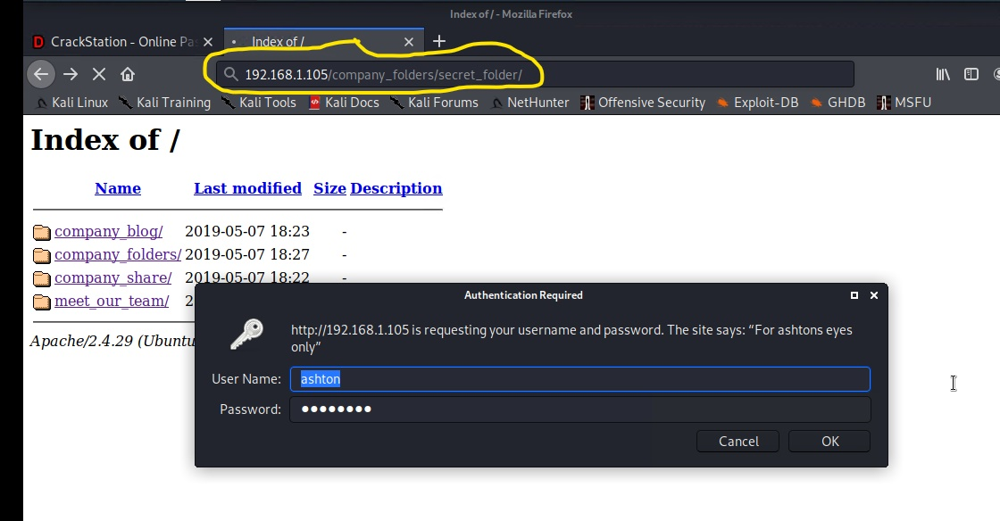 Index of / - Mozilla Firefox
CrackStation - Online Pa
Index of /
192.168.1.105/company_folders/secret_folder/
Kali Linux Kali Training Kali Tools Kali Docs Kali Forums NetHunter Offensive Security Exploit-DB GHDB MSFU
Index of /
Name Last modified Size Description
company_blog/ 2019-05-07 18:23 -
company_folders/ 2019-05-07 18:27 -
company_share/ 2019-05-07 18:22 -
meet_our_team/ 2
Apache/2.4.29 (Ubuntu
Authentication Required
http://192.168.1.105 is requesting your username and password. The site says: “For ashtons eyes
only”
User Name: ashton
Password: ●●●●●●●●
Cancel OK